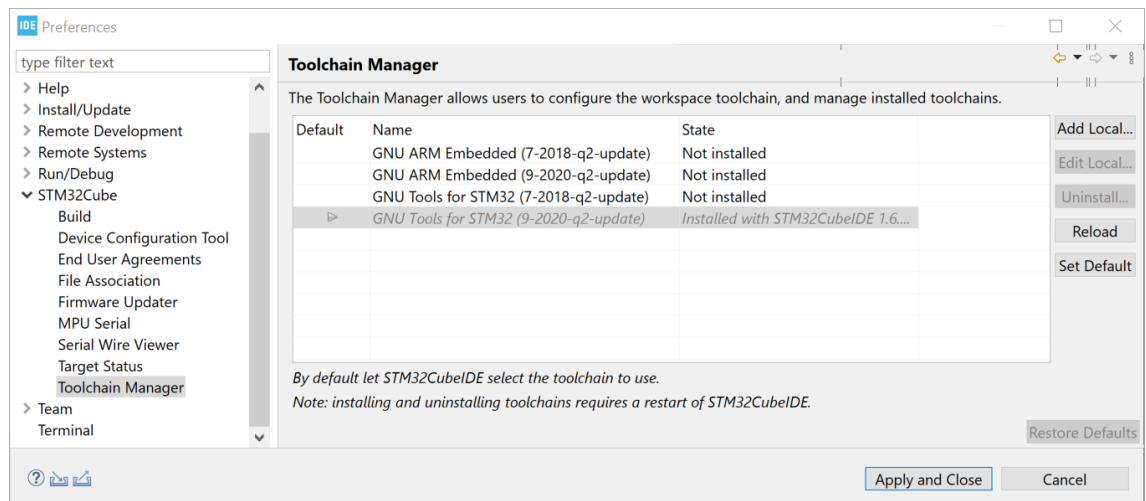 IDE Preferences
type filter text
Help
Install/Update
Remote Development
Remote Systems
Run/Debug
STM32Cube
Build
Device Configuration Tool
End User Agreements
File Association
Firmware Updater
MPU Serial
Serial Wire Viewer
Target Status
Toolchain Manager
Team
Terminal
Toolchain Manager
The Toolchain Manager allows users to configure the workspace toolchain, and manage installed toolchains.
Default Name State
GNU ARM Embedded (7-2018-q2-update) Not installed
GNU ARM Embedded (9-2020-q2-update) Not installed
GNU Tools for STM32 (7-2018-q2-update) Not installed
GNU Tools for STM32 (9-2020-q2-update) Installed with STM32CubeIDE 1.6....
Add Local...
Edit Local...
Uninstall...
Reload
Set Default
By default let STM32CubeIDE select the toolchain to use.
Note: installing and uninstalling toolchains requires a restart of STM32CubeIDE.
Restore Defaults
Apply and Close Cancel